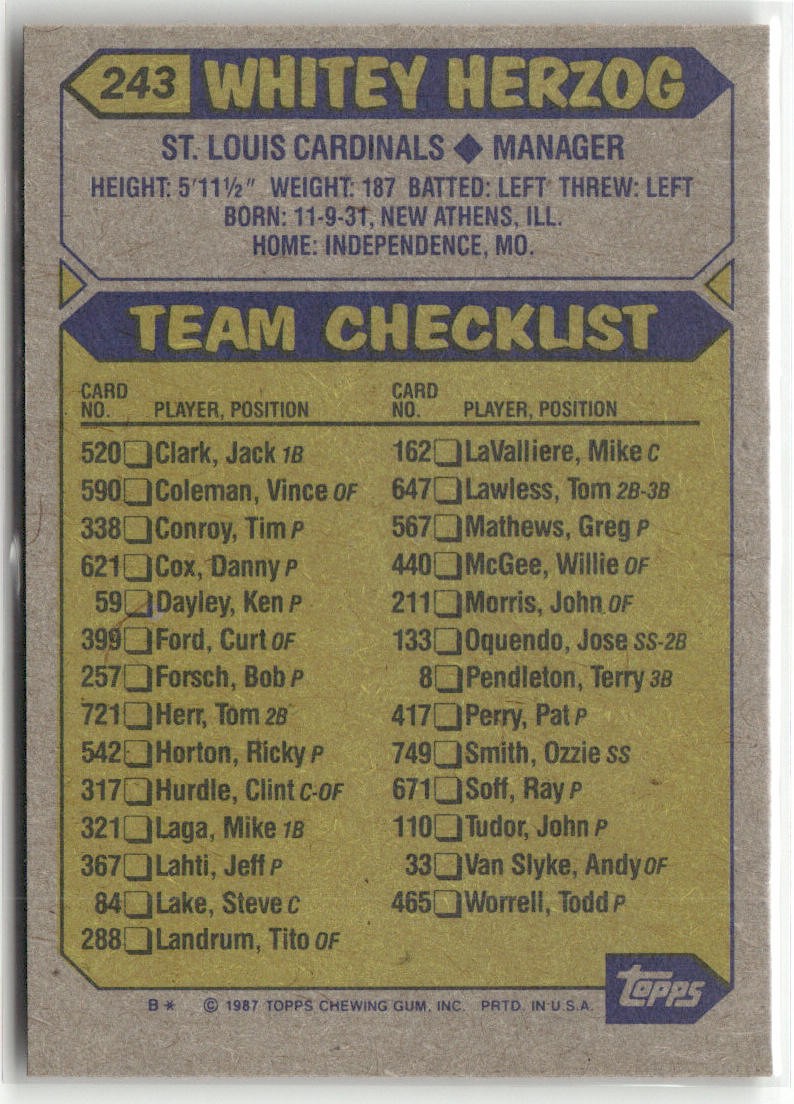 243 WHITEY HERZOG
ST. LOUIS CARDINALS ◆ MANAGER
HEIGHT: 5'11½" WEIGHT: 187 BATTED: LEFT THREW: LEFT
BORN: 11-9-31, NEW ATHENS, ILL.
HOME: INDEPENDENCE, MO.
TEAM CHECKLIST
CARD
NO. PLAYER, POSITION
520 Clark, Jack 1B
590 Coleman, Vince OF
338 Conroy, Tim P
621 Cox, Danny P
59 Dayley, Ken P
399 Ford, Curt OF
257 Forsch, Bob P
721 Herr, Tom 2B
542 Horton, Ricky P
317 Hurdle, Clint C-OF
321 Laga, Mike 1B
367 Lahti, Jeff P
84 Lake, Steve C
288 Landrum, Tito OF
CARD
NO. PLAYER, POSITION
162 LaValliere, Mike C
647 Lawless, Tom 2B-3B
567 Mathews, Greg P
440 McGee, Willie OF
211 Morris, John OF
133 Oquendo, Jose SS-2B
8 Pendleton, Terry 3B
417 Perry, Pat P
749 Smith, Ozzie SS
671 Soff, Ray P
110 Tudor, John P
33 Van Slyke, Andy OF
465 Worrell, Todd P
topps
B* © 1987 TOPPS CHEWING GUM, INC. PRTD. IN U.S.A.